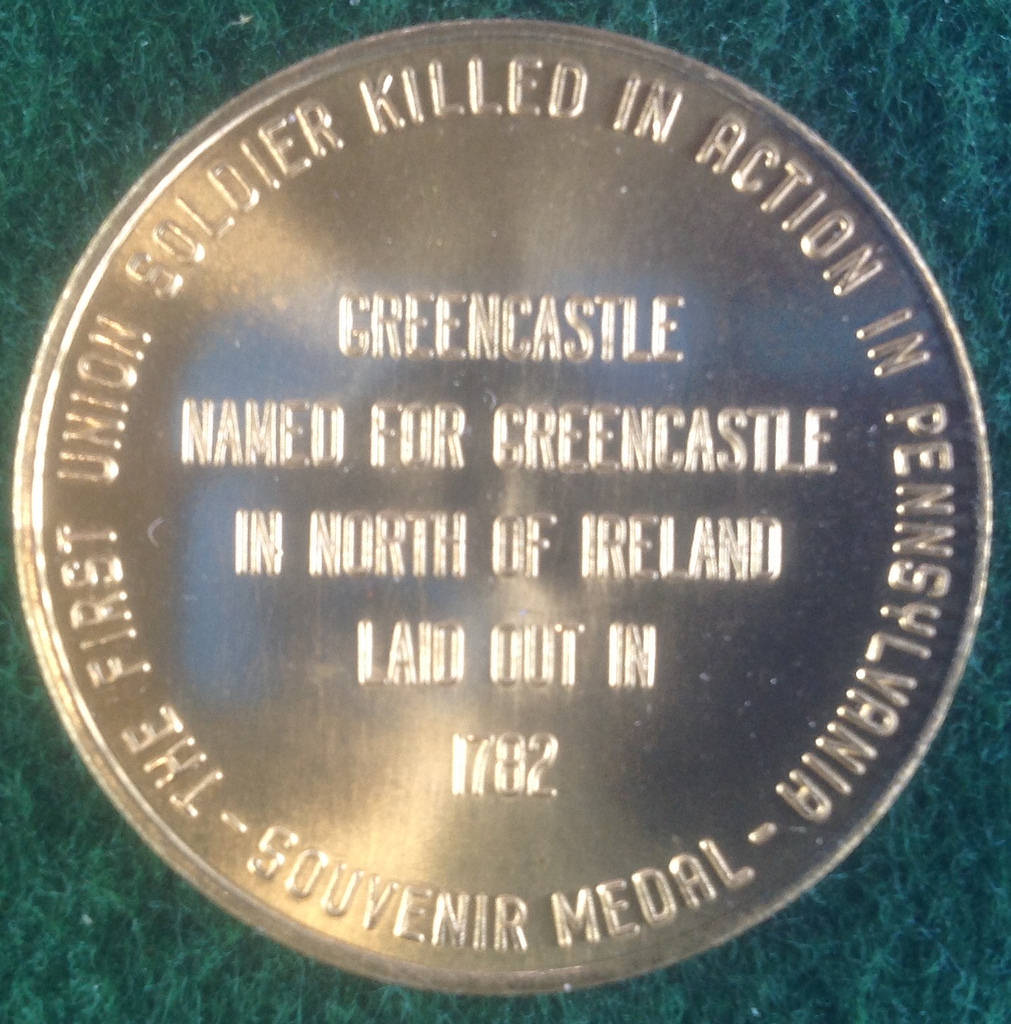 THE FIRST UNION SOLDIER KILLED IN ACTION IN PENNSYLVANIA
GREENCASTLE
NAMED FOR GREENCASTLE
IN NORTH OF IRELAND
LAID OUT IN
1782
- SOUVENIR MEDAL -